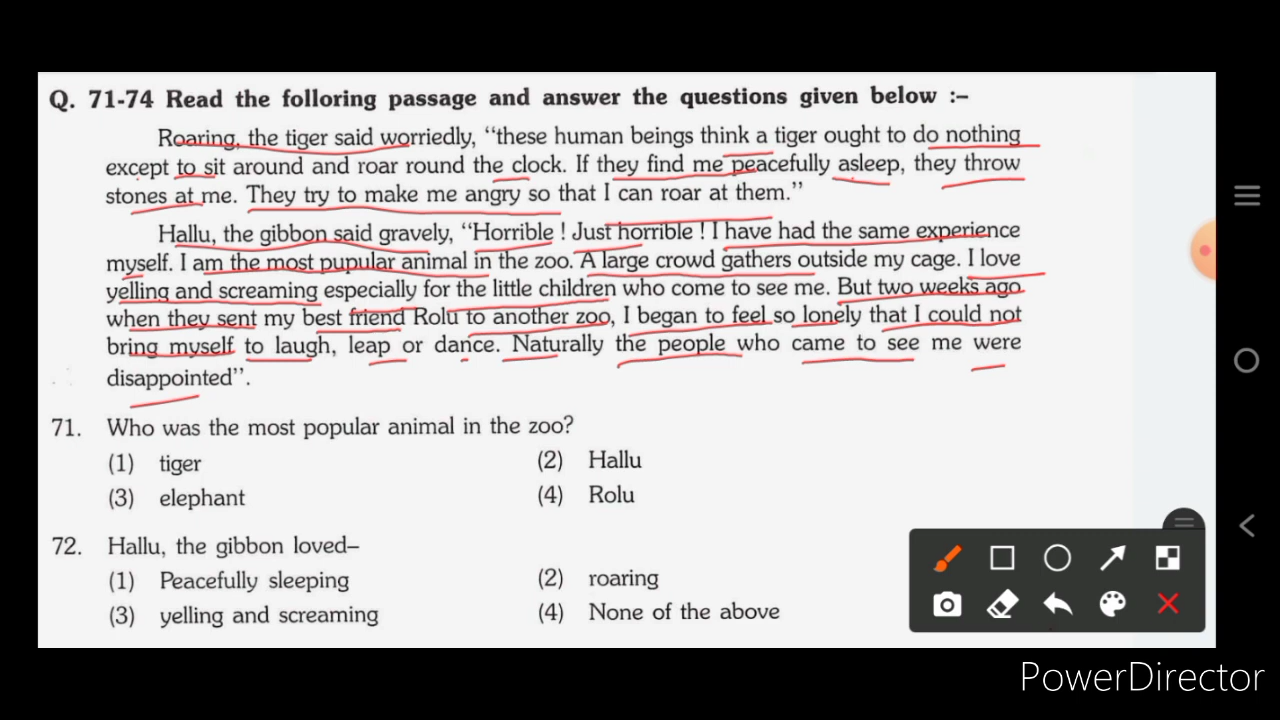 Q. 71-74 Read the folloring passage and answer the questions given below :–
Roaring, the tiger said worriedly, “these human beings think a tiger ought to do nothing
except to sit around and roar round the clock. If they find me peacefully asleep, they throw
stones at me. They try to make me angry so that I can roar at them.”
Hallu, the gibbon said gravely, “Horrible ! Just horrible ! I have had the same experience
myself. I am the most pupular animal in the zoo. A large crowd gathers outside my cage. I love
yelling and screaming especially for the little children who come to see me. But two weeks ago
when they sent my best friend Rolu to another zoo, I began to feel so lonely that I could not
bring myself to laugh, leap or dance. Naturally the people who came to see me were
disappointed”.
71. Who was the most popular animal in the zoo?
(1) tiger (2) Hallu
(3) elephant (4) Rolu
72. Hallu, the gibbon loved–
(1) Peacefully sleeping (2) roaring
(3) yelling and screaming (4) None of the above
PowerDirector